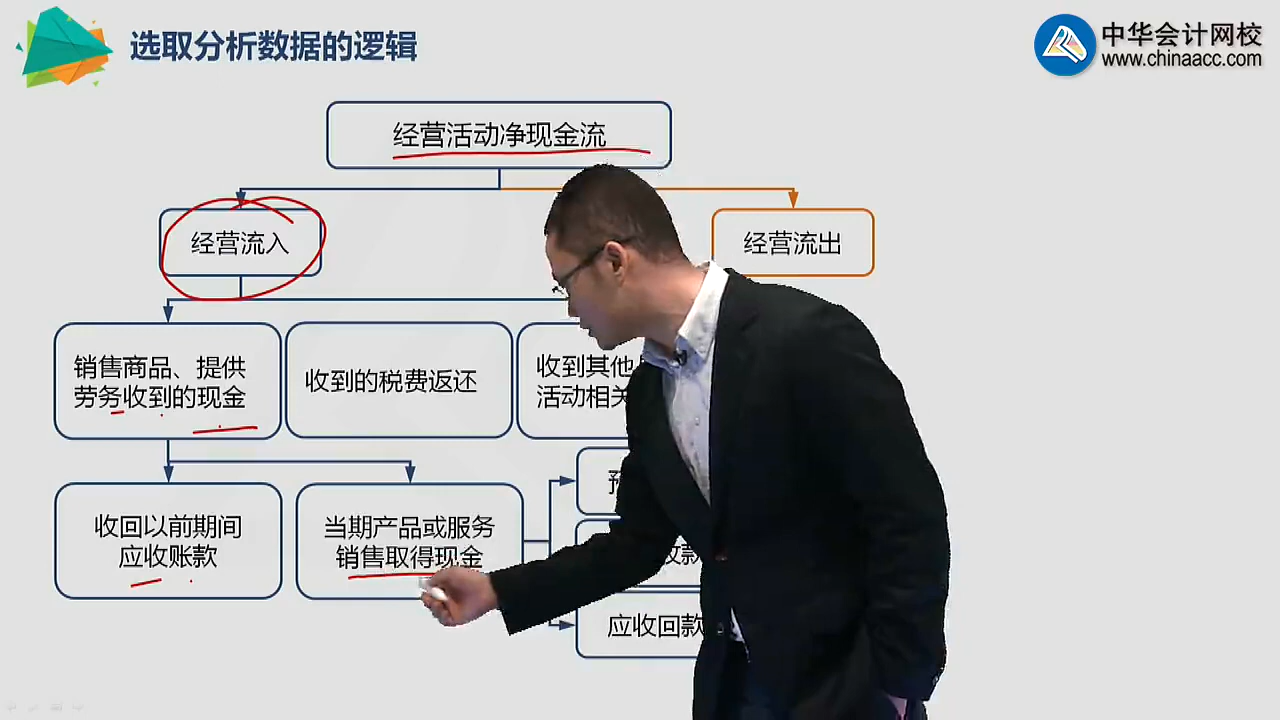 选取分析数据的逻辑
中华会计网校
www.chinaacc.com
经营活动净现金流
经营流入
经营流出
销售商品、提供
劳务收到的现金
收到的税费返还
收到其他
活动相关
收回以前期间
应收账款
当期产品或服务
销售取得现金
预
收款
应收回款